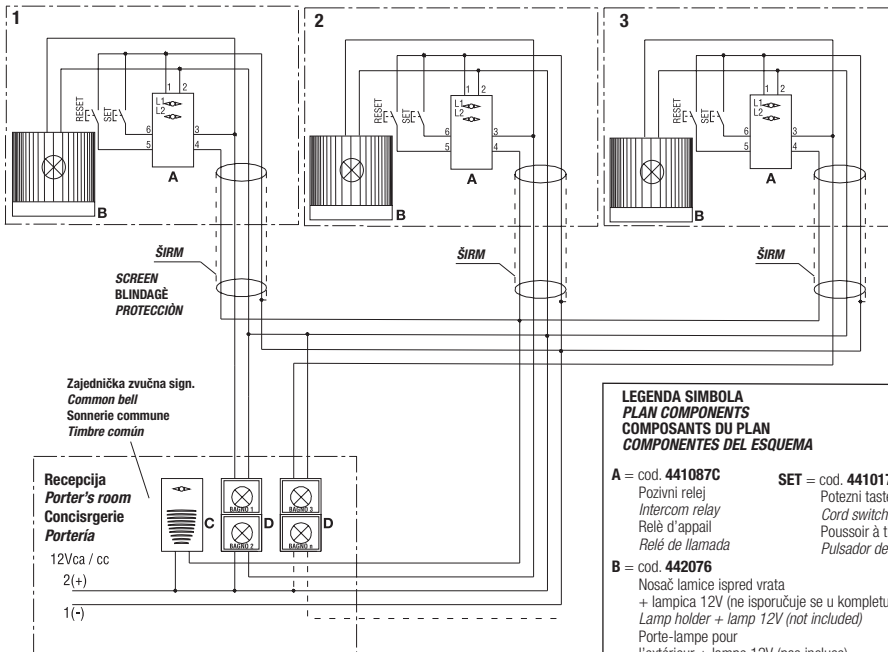 1
RESET
SET
L1
L2
1 2
6 3
5 4
A
B
2
RESET
SET
L1
L2
1 2
6 3
5 4
A
B
3
RESET
SET
L1
L2
1 2
6 3
5 4
A
B
ŠIRM
SCREEN
BLINDAGÈ
PROTECCIÒN
ŠIRM
ŠIRM
Zajednička zvučna sign.
Common bell
Sonnerie commune
Timbre común
Recepcija
Porter's room
Concisrgerie
Portería
12Vca / cc
2(+)
1(-)
C
BAGNO 1
BAGNO 2
D
BAGNO 3
BAGNO n
D
LEGENDA SIMBOLA
PLAN COMPONENTS
COMPOSANTS DU PLAN
COMPONENTES DEL ESQUEMA
A = cod. 441087C
Pozivni relej
Intercom relay
Relè d'appail
Relé de llamada
SET = cod. 441017
Potezni taste
Cord switch
Poussoir à t
Pulsador de
B = cod. 442076
Nosač lamice ispred vrata
+ lampica 12V (ne isporučuje se u kompletu
Lamp holder + lamp 12V (not included)
Porte-lampe pour